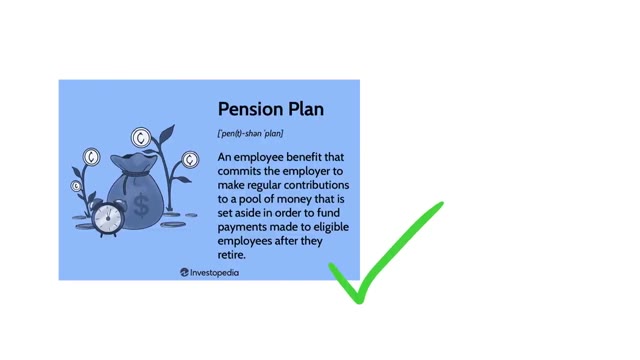 Pension Plan
[ˈpen(t)-shən ˈplan]
An employee benefit that
commits the employer to
make regular contributions
to a pool of money that is
set aside in order to fund
payments made to eligible
employees after they
retire.
$
Investopedia